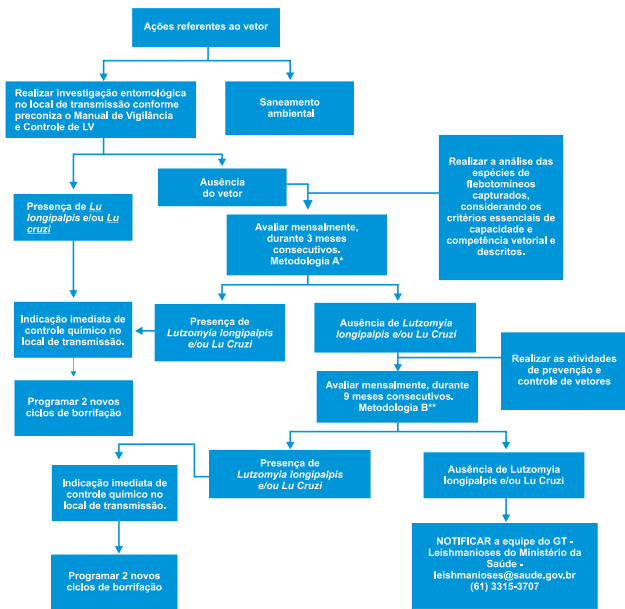 Ações referentes ao vetor
Realizar investigação entomológica
no local de transmissão conforme
preconiza o Manual de Vigilância
e Controle de LV
Saneamento
ambiental
Ausência
do vetor
Realizar a análise das
espécies de
flebotomíneos
capturados,
considerando os
critérios essenciais de
capacidade e
competência vetorial e
descritos.
Presença de Lu
longipalpis e/ou Lu
cruzi
Avaliar mensalmente,
durante 3 meses
consecutivos.
Metodologia A*
Indicação imediata de
controle químico no
local de transmissão.
Presença de
Lutzomyia longipalpis
e/ou Lu Cruzi
Ausência de Lutzomyia
longipalpis e/ou Lu Cruzi
Realizar as atividades
de prevenção e
controle de vetores
Programar 2 novos
ciclos de borrifação
Avaliar mensalmente, durante
9 meses consecutivos.
Metodologia B**
Indicação imediata de
controle químico no
local de transmissão.
Presença de
Lutzomyia longipalpis
e/ou Lu Cruzi
Ausência de Lutzomyia
longipalpis e/ou Lu Cruzi
Programar 2 novos
ciclos de borrifação
NOTIFICAR a equipe do GT -
Leishmanioses do Ministério da
Saúde -
leishmanioses@saude.gov.br
(61) 3315-3707